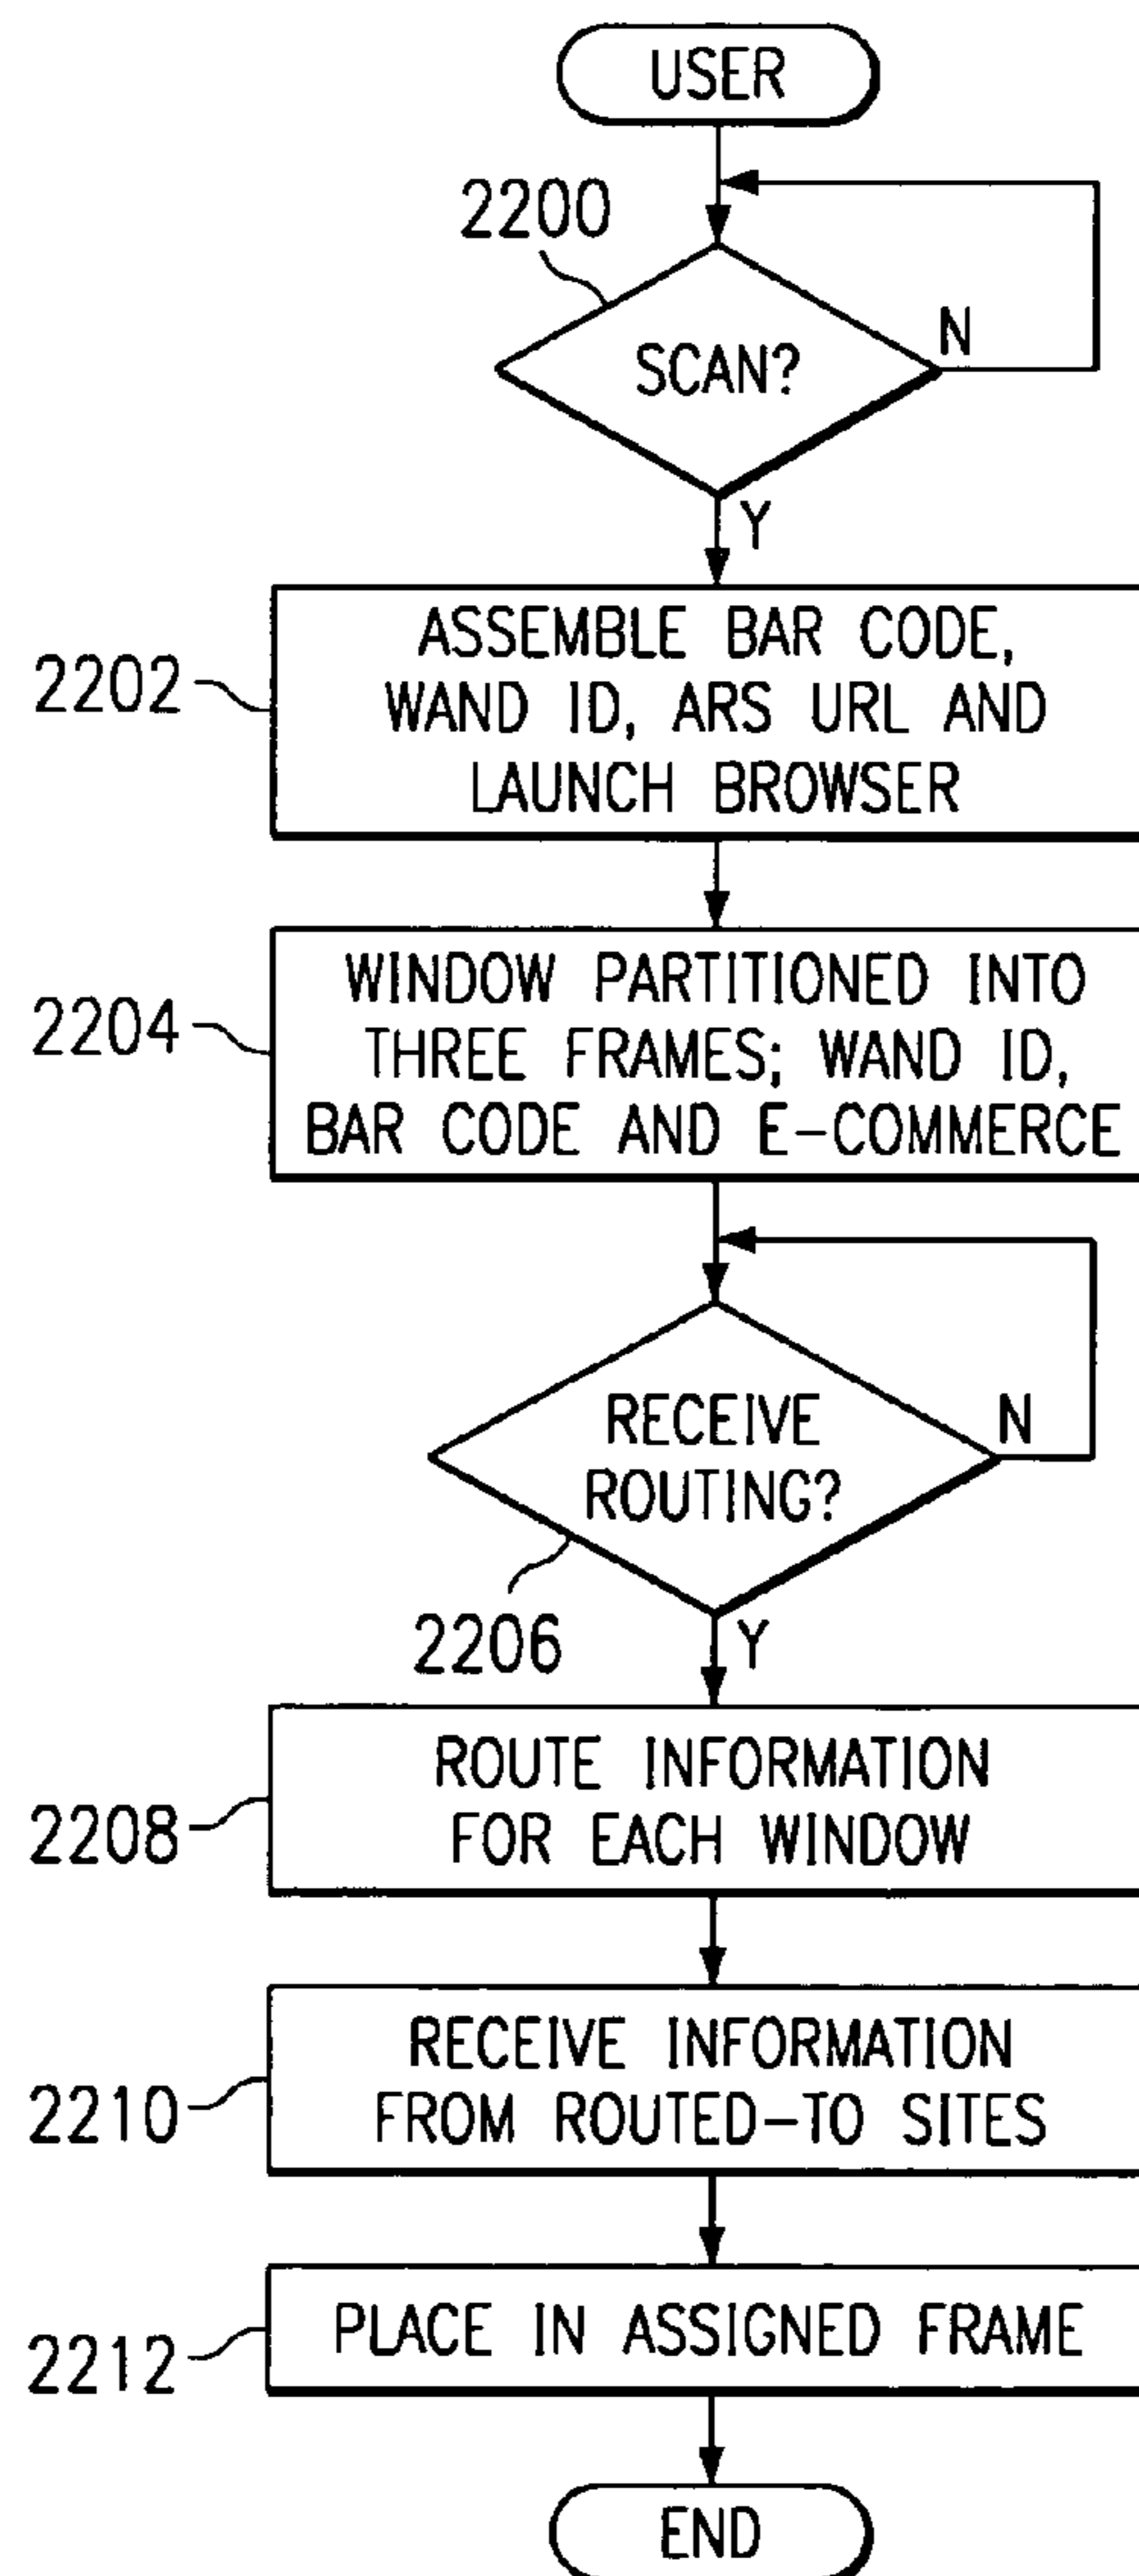 USER
2200
SCAN?
N
Y
2202
ASSEMBLE BAR CODE,
WAND ID, ARS URL AND
LAUNCH BROWSER
2204
WINDOW PARTITIONED INTO
THREE FRAMES; WAND ID,
BAR CODE AND E-COMMERCE
RECEIVE
ROUTING?
N
2206
Y
2208
ROUTE INFORMATION
FOR EACH WINDOW
2210
RECEIVE INFORMATION
FROM ROUTED-TO SITES
2212
PLACE IN ASSIGNED FRAME
END